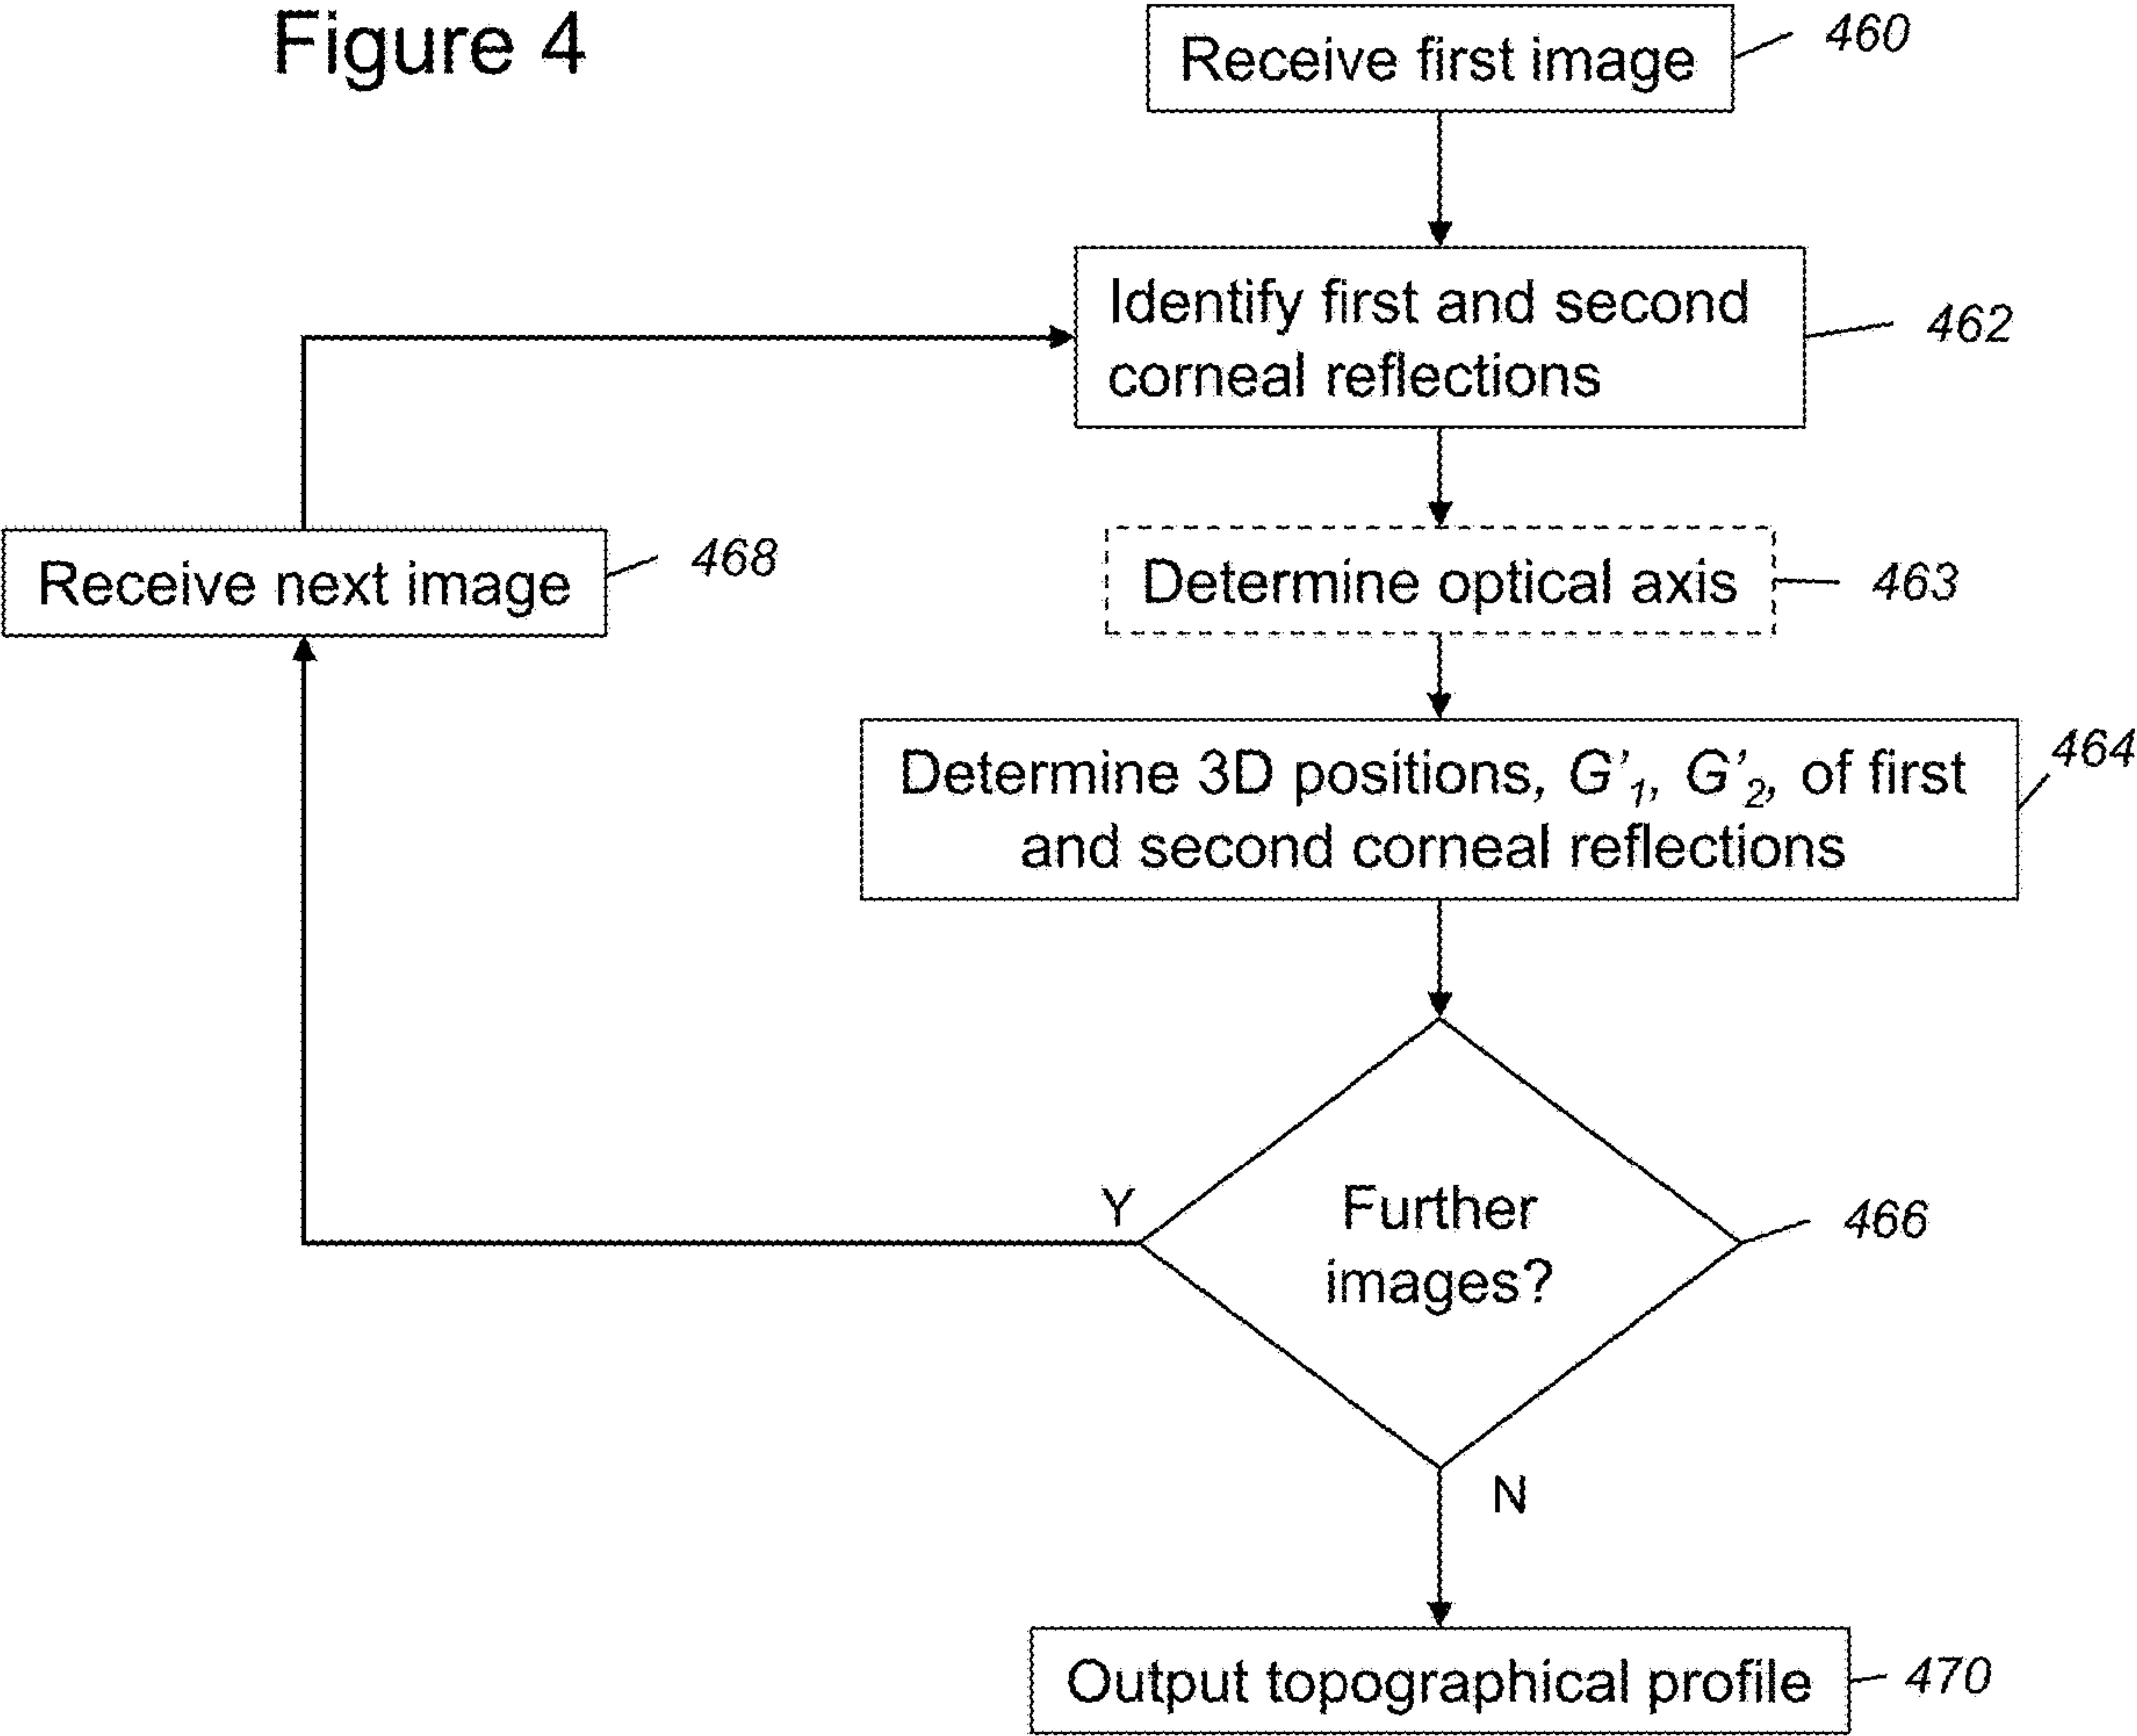 Figure 4
Receive first image
460
Identify first and second
corneal reflections
462
Receive next image
468
Determine optical axis
463
Determine 3D positions, G’1, G’2, of first
and second corneal reflections
464
Y
Further
images?
466
N
Output topographical profile
470